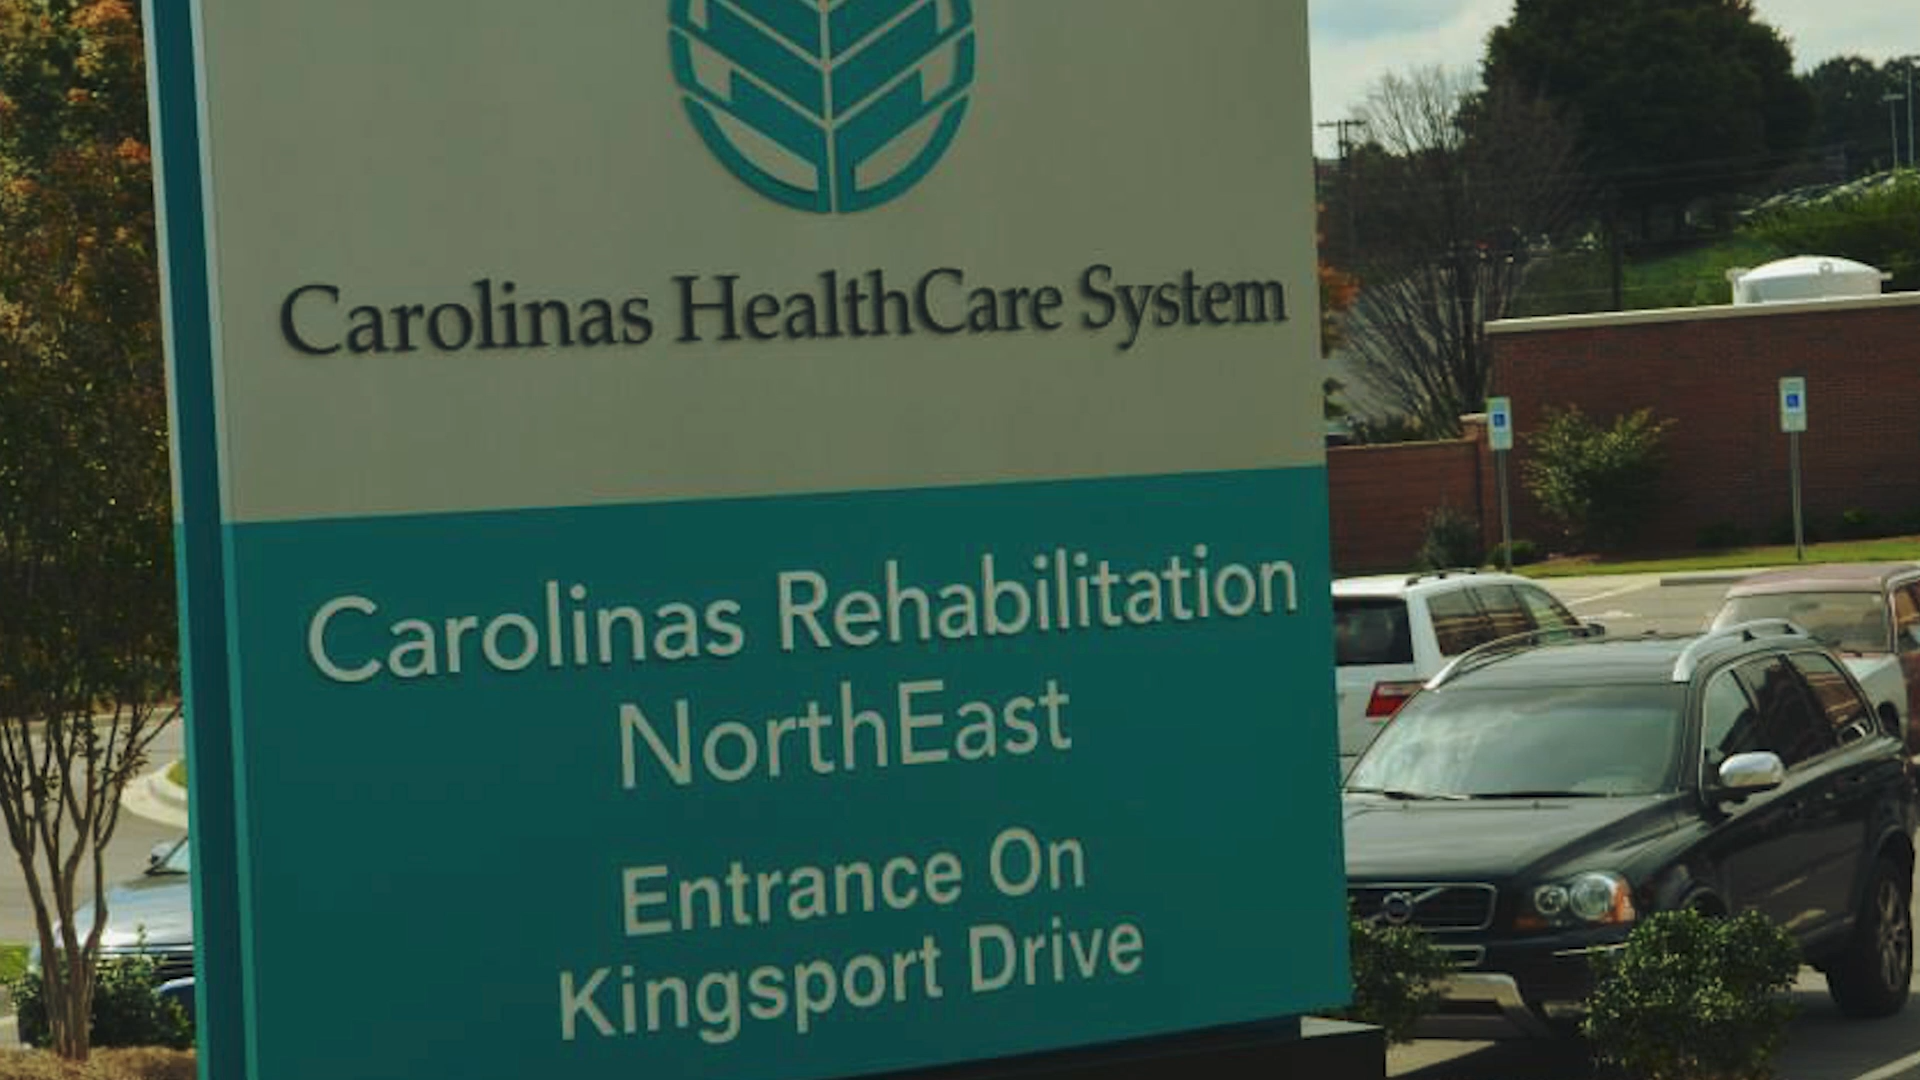 Carolinas HealthCare System
Carolinas Rehabilitation
NorthEast
Entrance On
Kingsport Drive